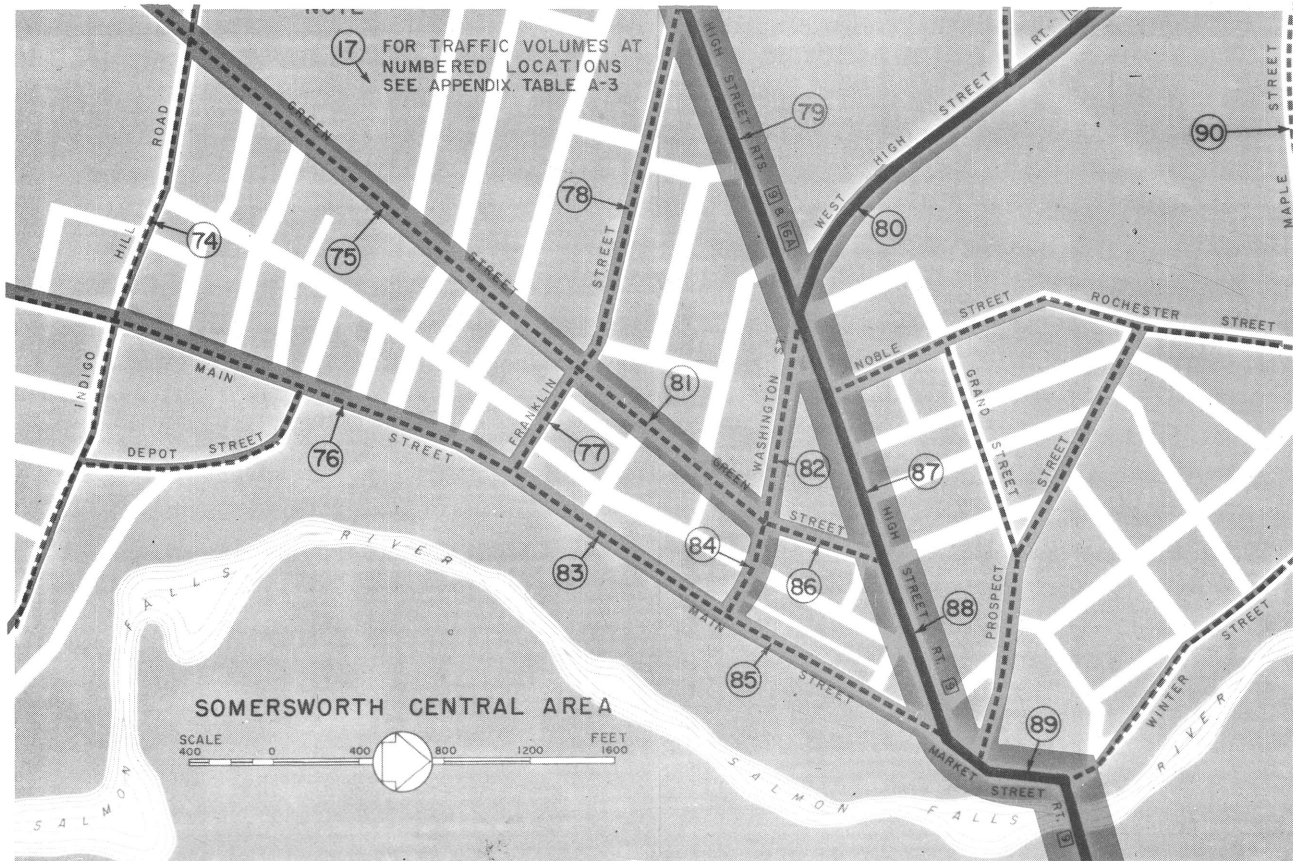 NOTE
17 FOR TRAFFIC VOLUMES AT
NUMBERED LOCATIONS
SEE APPENDIX. TABLE A-3
HIGH STREET RTS. 9 & 16A
WEST HIGH STREET RT.
MAPLE STREET
90
79
78
80
74
75
INDIGO HILL ROAD
GREEN STREET
STREET
NOBLE STREET
ROCHESTER STREET
MAIN STREET
FRANKLIN
81
WASHINGTON ST.
GRAND STREET
76
77
82
87
DEPOT STREET
GREEN STREET
HIGH STREET RT. 9
PROSPECT STREET
83
84
86
88
MAIN STREET
85
WINTER STREET
89
MARKET STREET RT. 9
SALMON FALLS RIVER
SALMON FALLS RIVER
SOMERSWORTH CENTRAL AREA
SCALE FEET
400 0 400 800 1200 1600